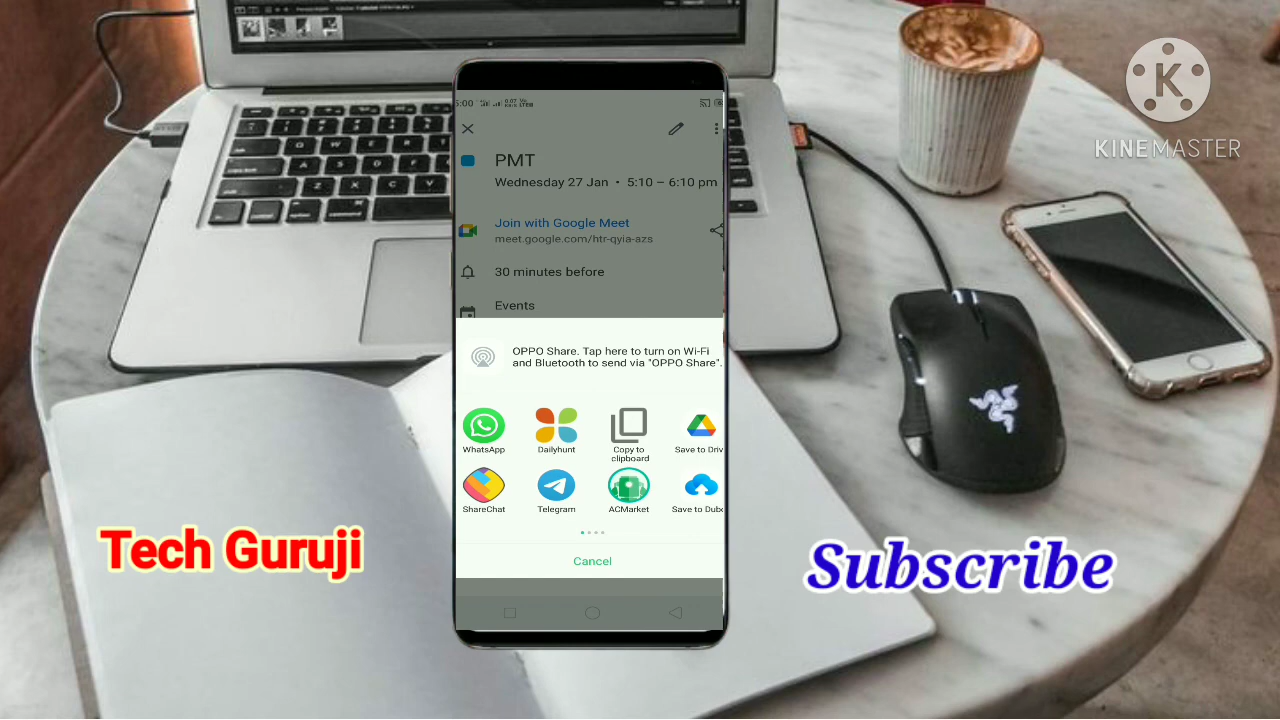 KINEMASTER
5:00
PMT
Wednesday 27 Jan • 5:10 – 6:10 pm
Join with Google Meet
meet.google.com/htr-qyia-azs
30 minutes before
Events
OPPO Share. Tap here to turn on Wi-Fi
and Bluetooth to send via "OPPO Share".
WhatsApp
Dailyhunt
Copy to
clipboard
Save to Driv
ShareChat
Telegram
ACMarket
Save to Dub
Cancel
Tech Guruji
Subscribe